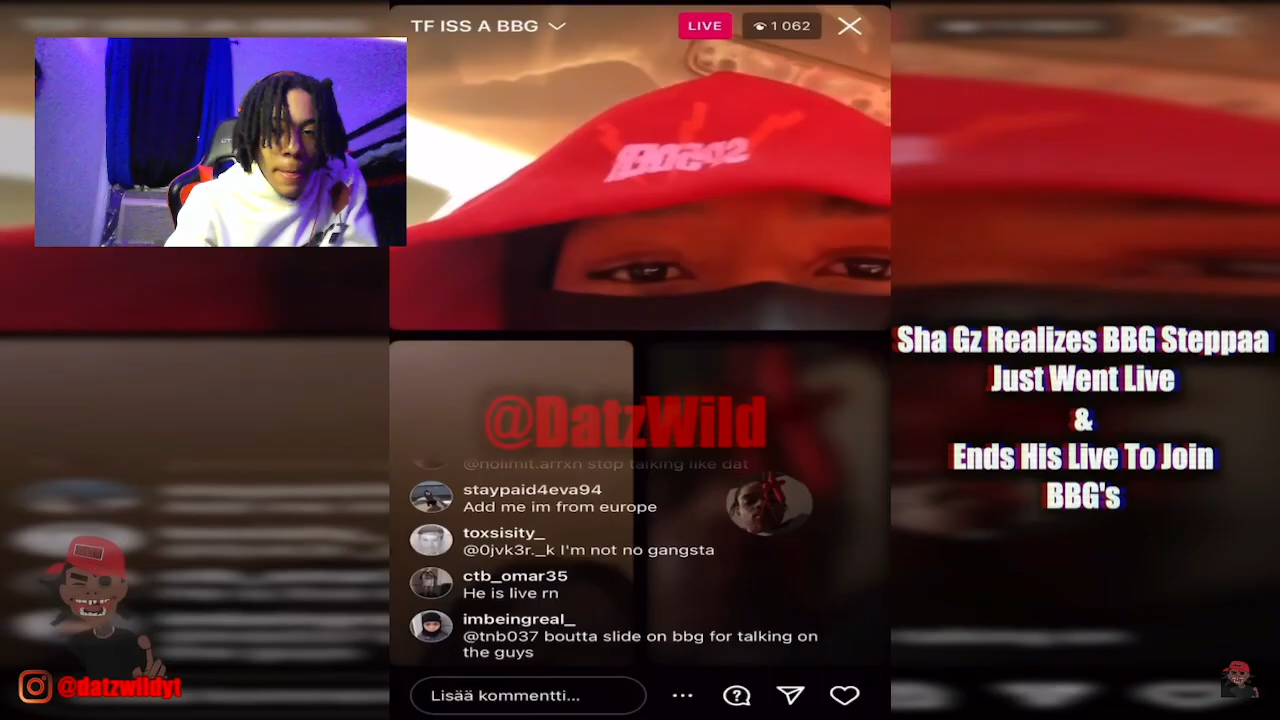 TF ISS A BBG
LIVE
1 062
@DatzWild
@nolimit.arrxn stop talking like dat
staypaid4eva94
Add me im from europe
toxsisity_
@0jvk3r._k I'm not no gangsta
ctb_omar35
He is live rn
imbeingreal_
@tnb037 boutta slide on bbg for talking on
the guys
Lisää kommentti...
Sha Gz Realizes BBG Steppaa
Just Went Live
&
Ends His Live To Join
BBG's
@datzwildyt